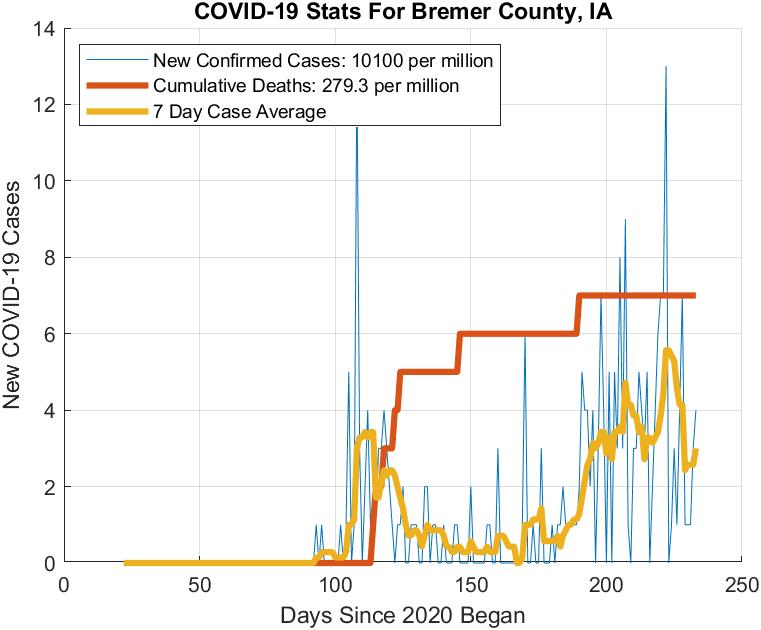 COVID-19 Stats For Bremer County, IA
New Confirmed Cases: 10100 per million
Cumulative Deaths: 279.3 per million
7 Day Case Average
New COVID-19 Cases
14
12
10
8
6
4
2
0
0 50 100 150 200 250
Days Since 2020 Began